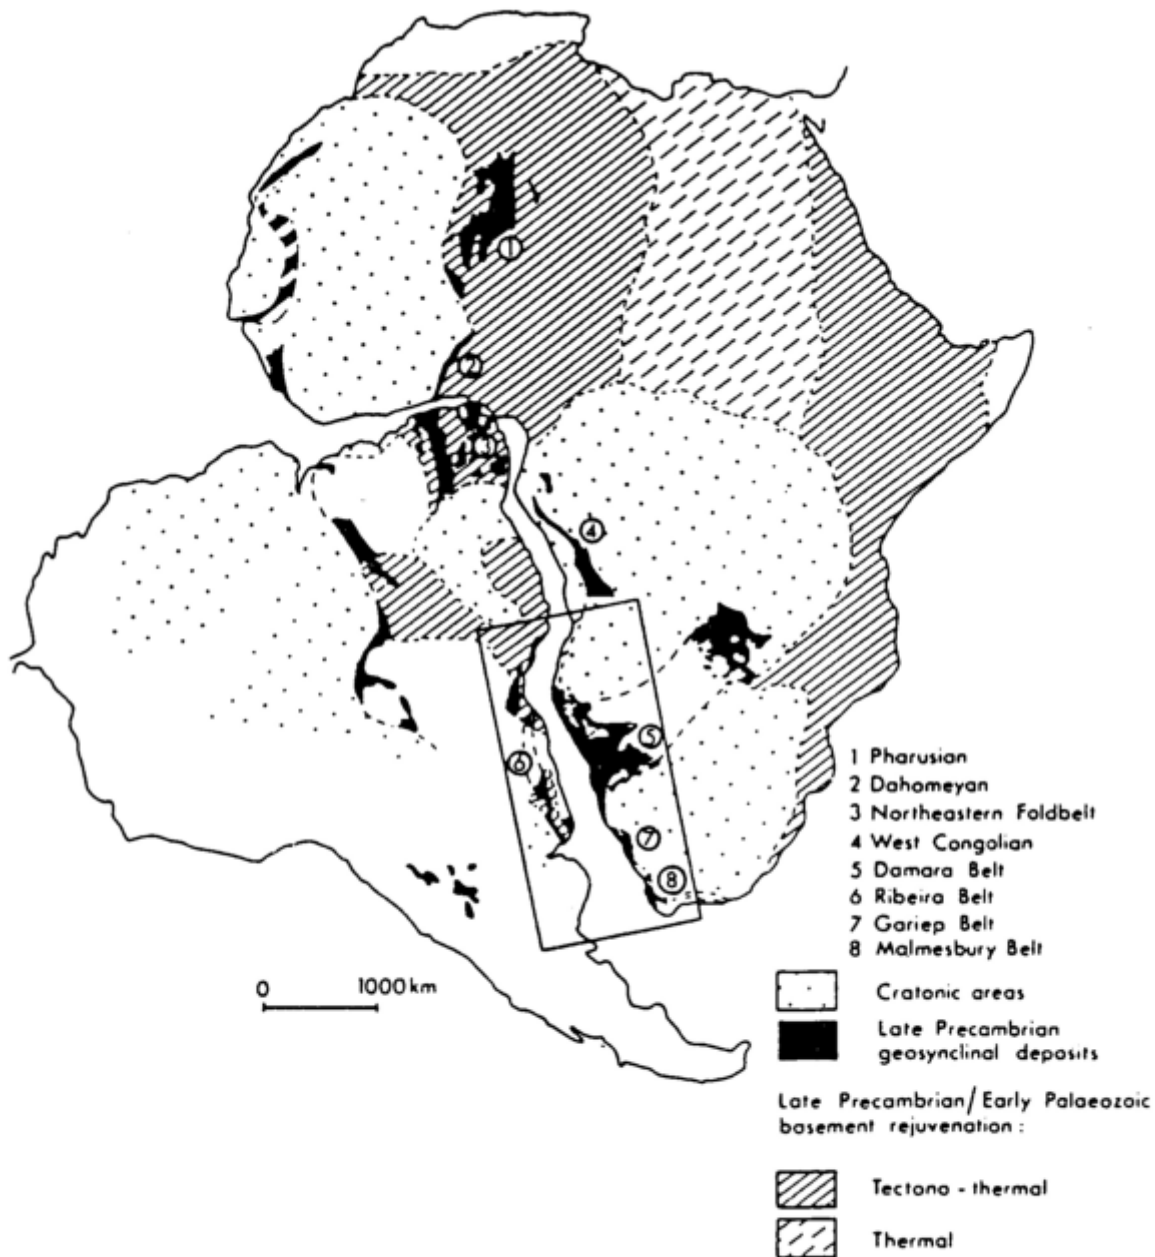 1
2
3
4
5
6
7
8
1 Pharusian
2 Dahomeyan
3 Northeastern Foldbelt
4 West Congolian
5 Damara Belt
6 Ribeira Belt
7 Gariep Belt
8 Malmesbury Belt
0 1000 km
Cratonic areas
Late Precambrian
geosynclinal deposits
Late Precambrian/Early Palaeozoic
basement rejuvenation :
Tectono - thermal
Thermal